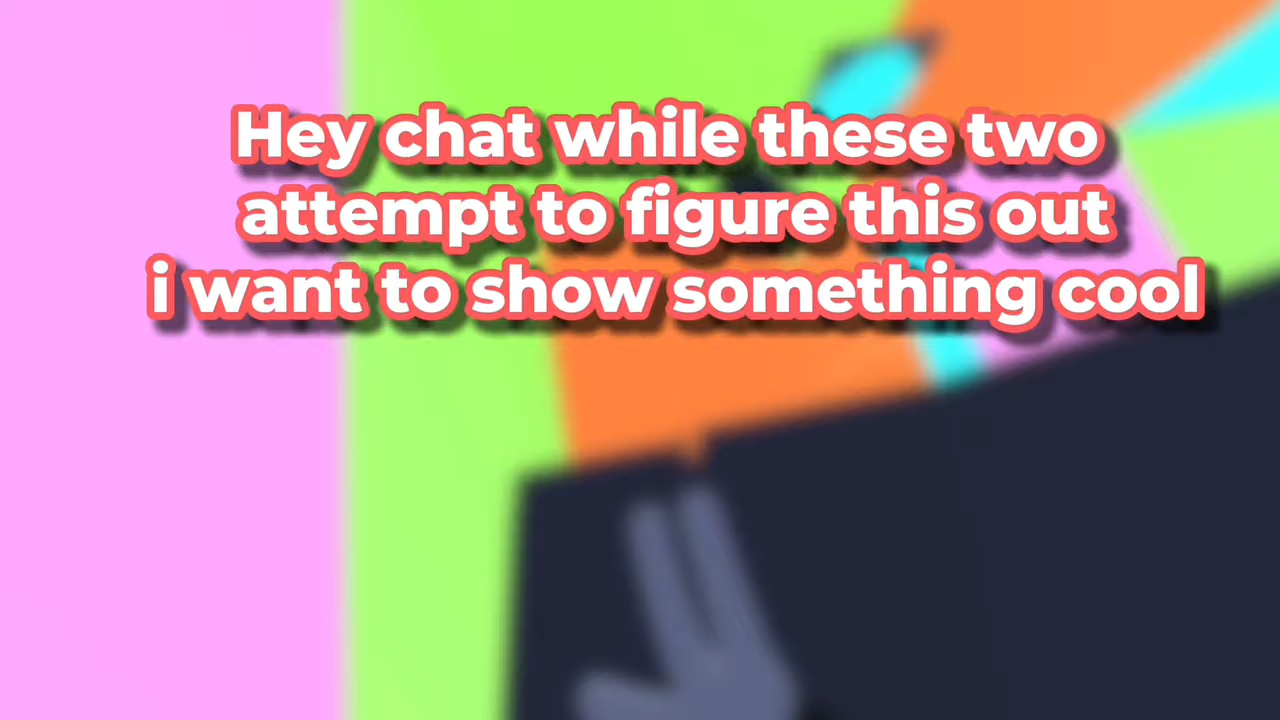 Hey chat while these two
attempt to figure this out
i want to show something cool